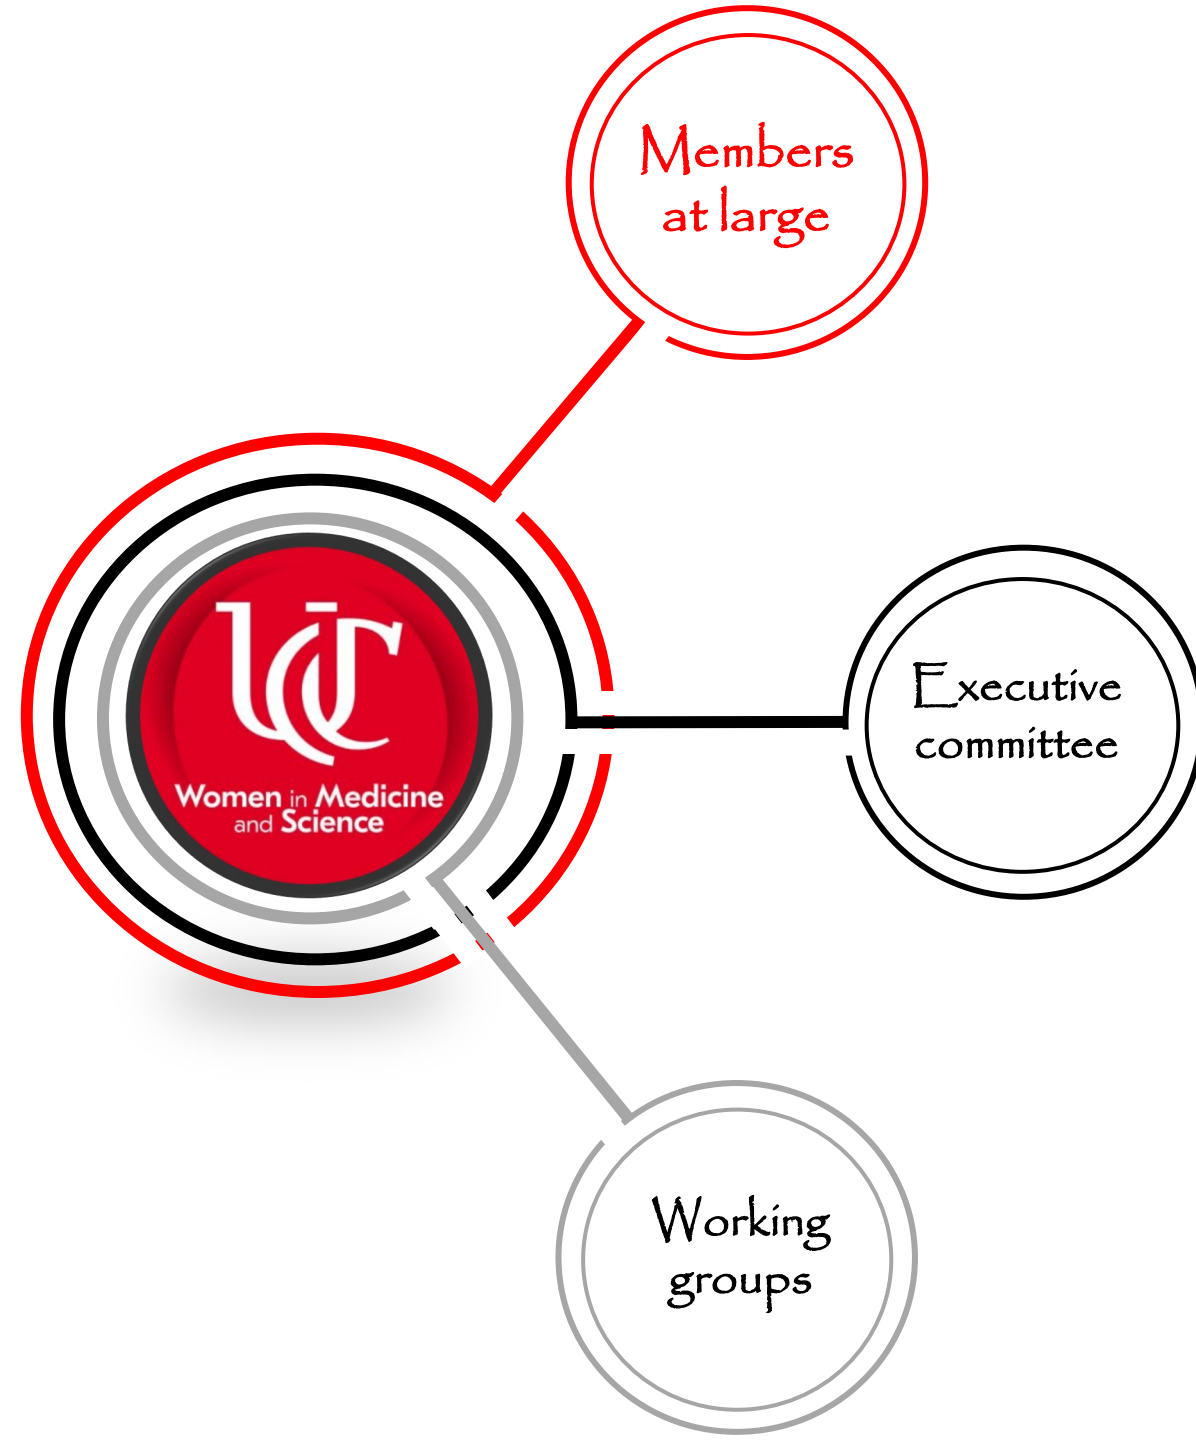 Members
at large
UC
Women in Medicine
and Science
Executive
committee
Working
groups